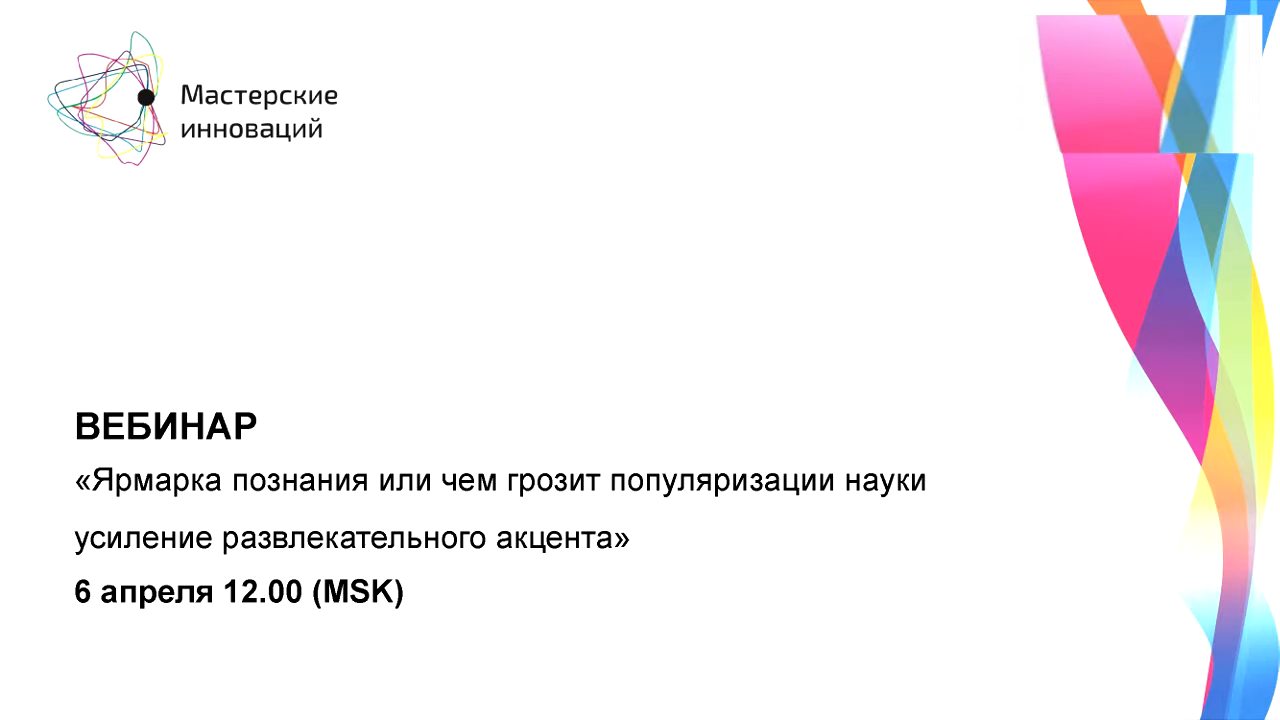 Мастерские
инноваций
ВЕБИНАР
«Ярмарка познания или чем грозит популяризации науки
усиление развлекательного акцента»
6 апреля 12.00 (MSK)